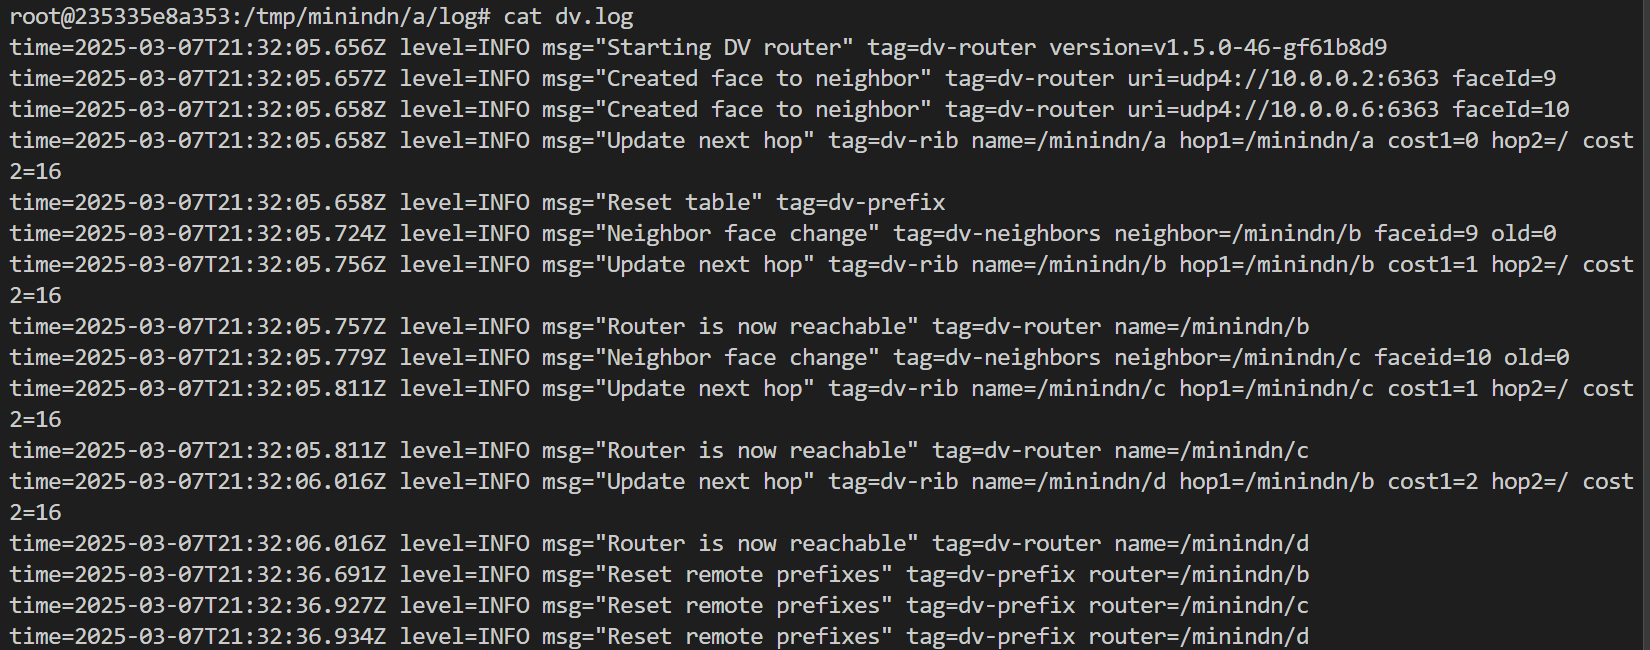 root@235335e8a353:/tmp/minindn/a/log# cat dv.log
time=2025-03-07T21:32:05.656Z level=INFO msg="Starting DV router" tag=dv-router version=v1.5.0-46-gf61b8d9
time=2025-03-07T21:32:05.657Z level=INFO msg="Created face to neighbor" tag=dv-router uri=udp4://10.0.0.2:6363 faceId=9
time=2025-03-07T21:32:05.658Z level=INFO msg="Created face to neighbor" tag=dv-router uri=udp4://10.0.0.6:6363 faceId=10
time=2025-03-07T21:32:05.658Z level=INFO msg="Update next hop" tag=dv-rib name=/minindn/a hop1=/minindn/a cost1=0 hop2=/ cost
2=16
time=2025-03-07T21:32:05.658Z level=INFO msg="Reset table" tag=dv-prefix
time=2025-03-07T21:32:05.724Z level=INFO msg="Neighbor face change" tag=dv-neighbors neighbor=/minindn/b faceid=9 old=0
time=2025-03-07T21:32:05.756Z level=INFO msg="Update next hop" tag=dv-rib name=/minindn/b hop1=/minindn/b cost1=1 hop2=/ cost
2=16
time=2025-03-07T21:32:05.757Z level=INFO msg="Router is now reachable" tag=dv-router name=/minindn/b
time=2025-03-07T21:32:05.779Z level=INFO msg="Neighbor face change" tag=dv-neighbors neighbor=/minindn/c faceid=10 old=0
time=2025-03-07T21:32:05.811Z level=INFO msg="Update next hop" tag=dv-rib name=/minindn/c hop1=/minindn/c cost1=1 hop2=/ cost
2=16
time=2025-03-07T21:32:05.811Z level=INFO msg="Router is now reachable" tag=dv-router name=/minindn/c
time=2025-03-07T21:32:06.016Z level=INFO msg="Update next hop" tag=dv-rib name=/minindn/d hop1=/minindn/b cost1=2 hop2=/ cost
2=16
time=2025-03-07T21:32:06.016Z level=INFO msg="Router is now reachable" tag=dv-router name=/minindn/d
time=2025-03-07T21:32:36.691Z level=INFO msg="Reset remote prefixes" tag=dv-prefix router=/minindn/b
time=2025-03-07T21:32:36.927Z level=INFO msg="Reset remote prefixes" tag=dv-prefix router=/minindn/c
time=2025-03-07T21:32:36.934Z level=INFO msg="Reset remote prefixes" tag=dv-prefix router=/minindn/d